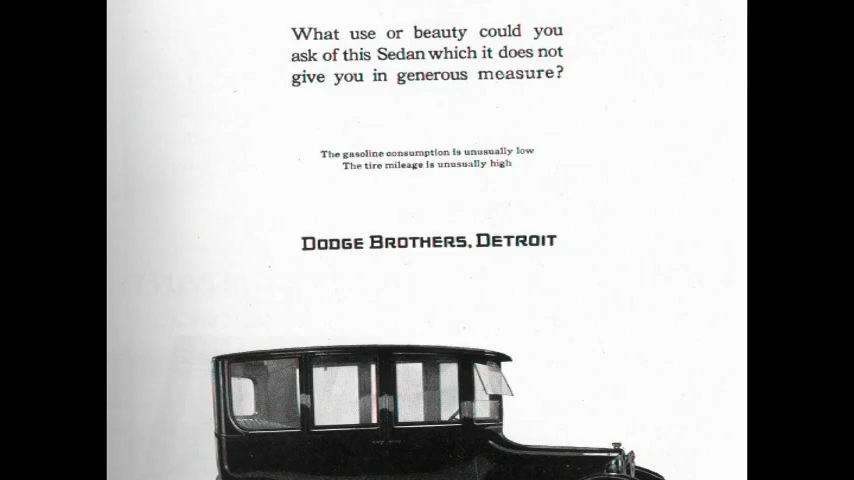 What use or beauty could you
ask of this Sedan which it does not
give you in generous measure?
The gasoline consumption is unusually low
The tire mileage is unusually high
DODGE BROTHERS, DETROIT